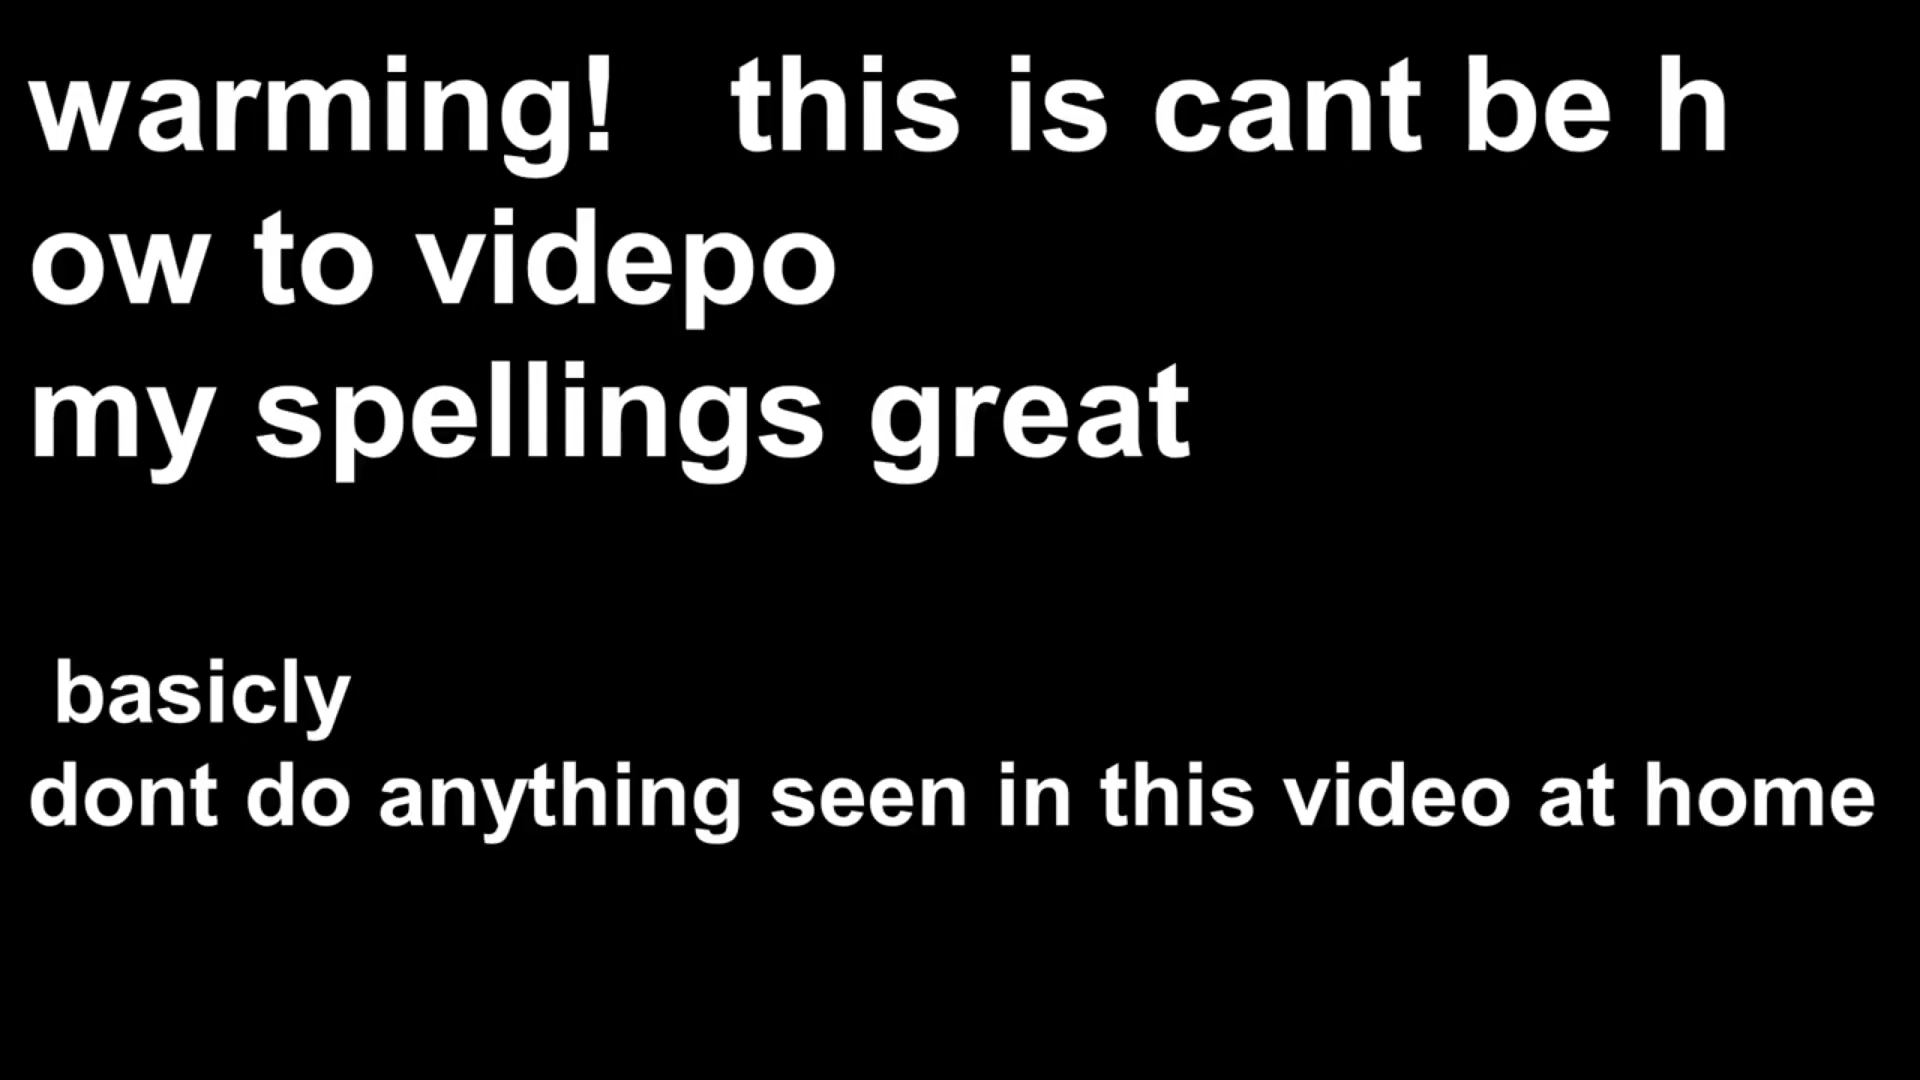 warming!   this is cant be h
ow to videpo
my spellings great
basicly
dont do anything seen in this video at home